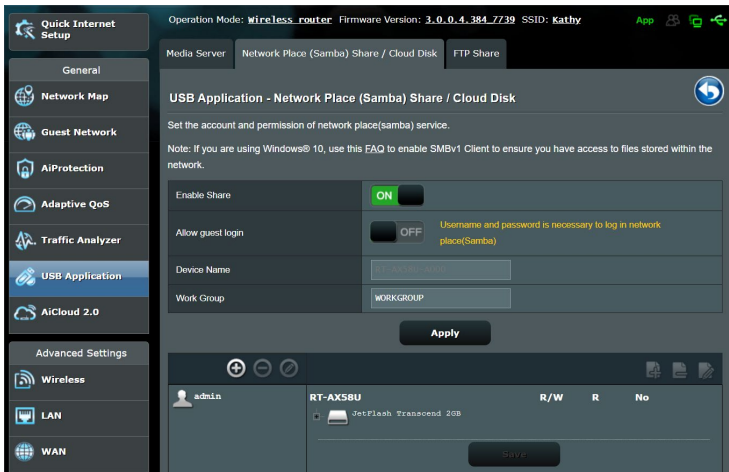 Quick Internet
Setup
Operation Mode: Wireless router Firmware Version: 3.0.0.4.384_7739 SSID: Kathy
App
Media Server
Network Place (Samba) Share / Cloud Disk
FTP Share
General
Network Map
Guest Network
AiProtection
Adaptive QoS
Traffic Analyzer
USB Application
AiCloud 2.0
Advanced Settings
Wireless
LAN
WAN
USB Application - Network Place (Samba) Share / Cloud Disk
Set the account and permission of network place(samba) service.
Note: If you are using Windows® 10, use this FAQ to enable SMBv1 Client to ensure you have access to files stored within the
network.
Enable Share
ON
Allow guest login
OFF
Username and password is necessary to log in network
place(Samba)
Device Name
Work Group
WORKGROUP
Apply
admin
RT-AX58U
R/W
R
No
JetFlash Transcend 2GB
Save